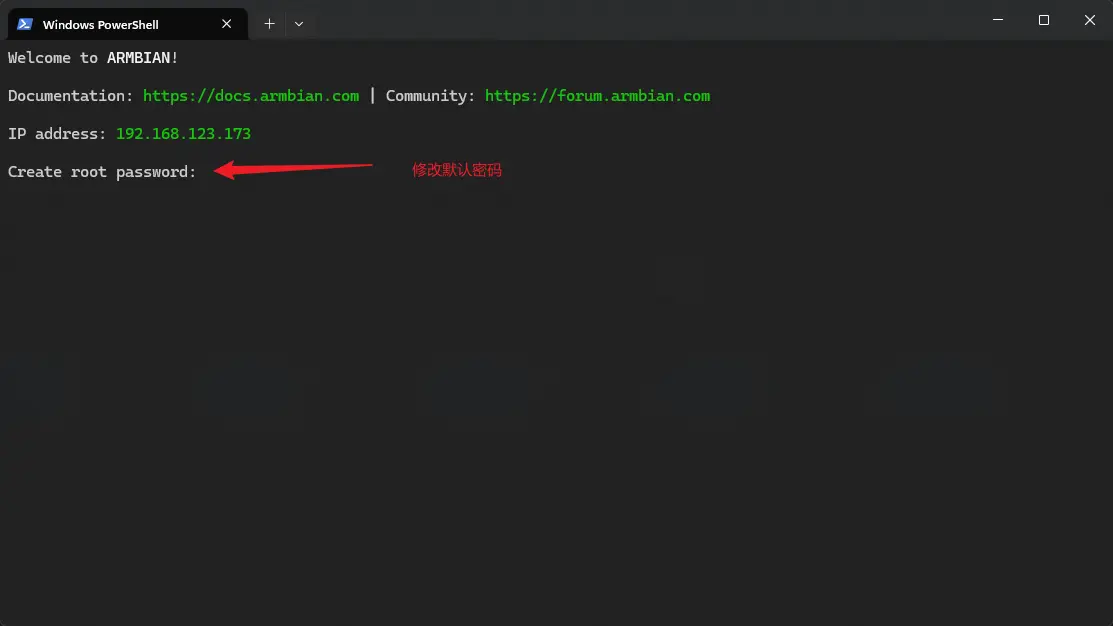 Windows PowerShell
Welcome to ARMBIAN!
Documentation: https://docs.armbian.com | Community: https://forum.armbian.com
IP address: 192.168.123.173
Create root password: 修改默认密码